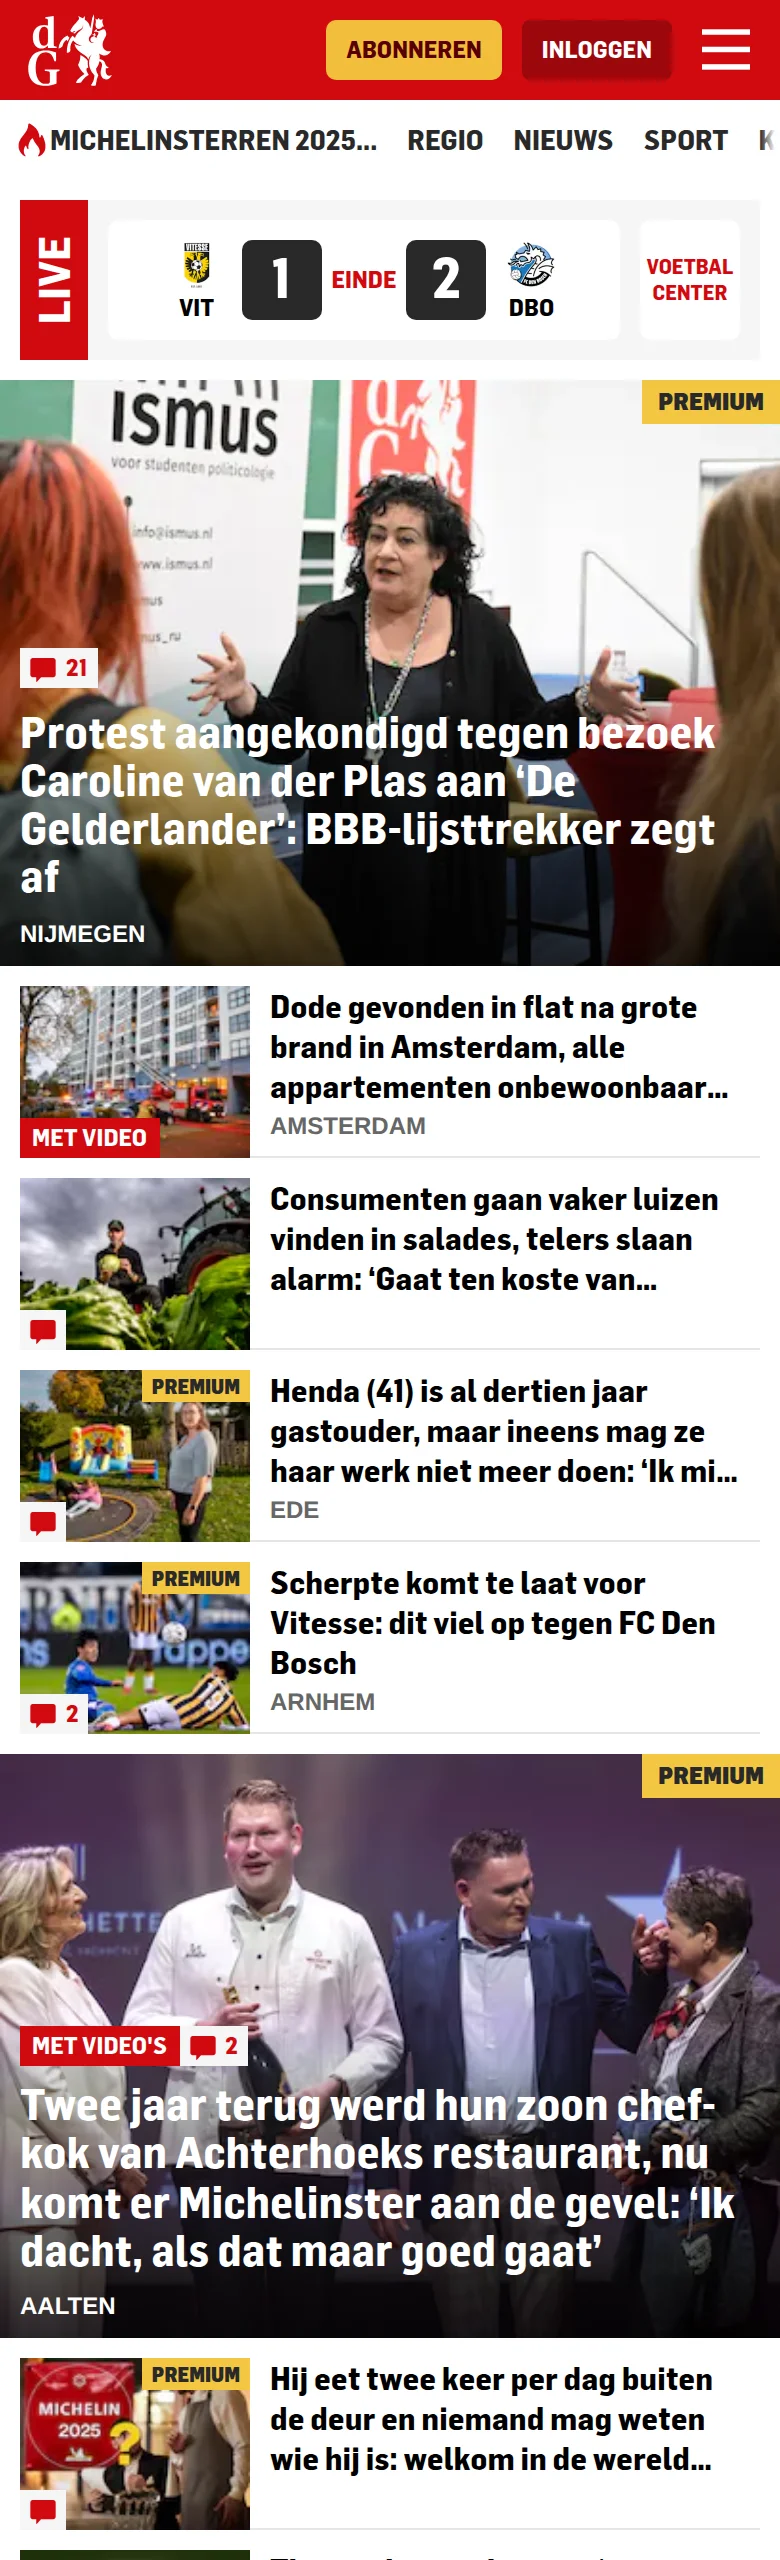 dG
ABONNEREN
INLOGGEN
MICHELINSTERREN 2025...
REGIO
NIEUWS
SPORT
LIVE
VITESSE
VIT
1
EINDE
2
DBO
VOETBAL
CENTER
PREMIUM
ismus
voor studenten politicologie
info@ismus.nl
www.ismus.nl
21
Protest aangekondigd tegen bezoek
Caroline van der Plas aan ‘De
Gelderlander’: BBB-lijsttrekker zegt
af
NIJMEGEN
MET VIDEO
Dode gevonden in flat na grote
brand in Amsterdam, alle
appartementen onbewoonbaar...
AMSTERDAM
Consumenten gaan vaker luizen
vinden in salades, telers slaan
alarm: ‘Gaat ten koste van...
PREMIUM
Henda (41) is al dertien jaar
gastouder, maar ineens mag ze
haar werk niet meer doen: ‘Ik mi...
EDE
PREMIUM
2
Scherpte komt te laat voor
Vitesse: dit viel op tegen FC Den
Bosch
ARNHEM
PREMIUM
MET VIDEO'S
2
Twee jaar terug werd hun zoon chef-
kok van Achterhoeks restaurant, nu
komt er Michelinster aan de gevel: ‘Ik
dacht, als dat maar goed gaat’
AALTEN
PREMIUM
MICHELIN
2025
?
Hij eet twee keer per dag buiten
de deur en niemand mag weten
wie hij is: welkom in de wereld...